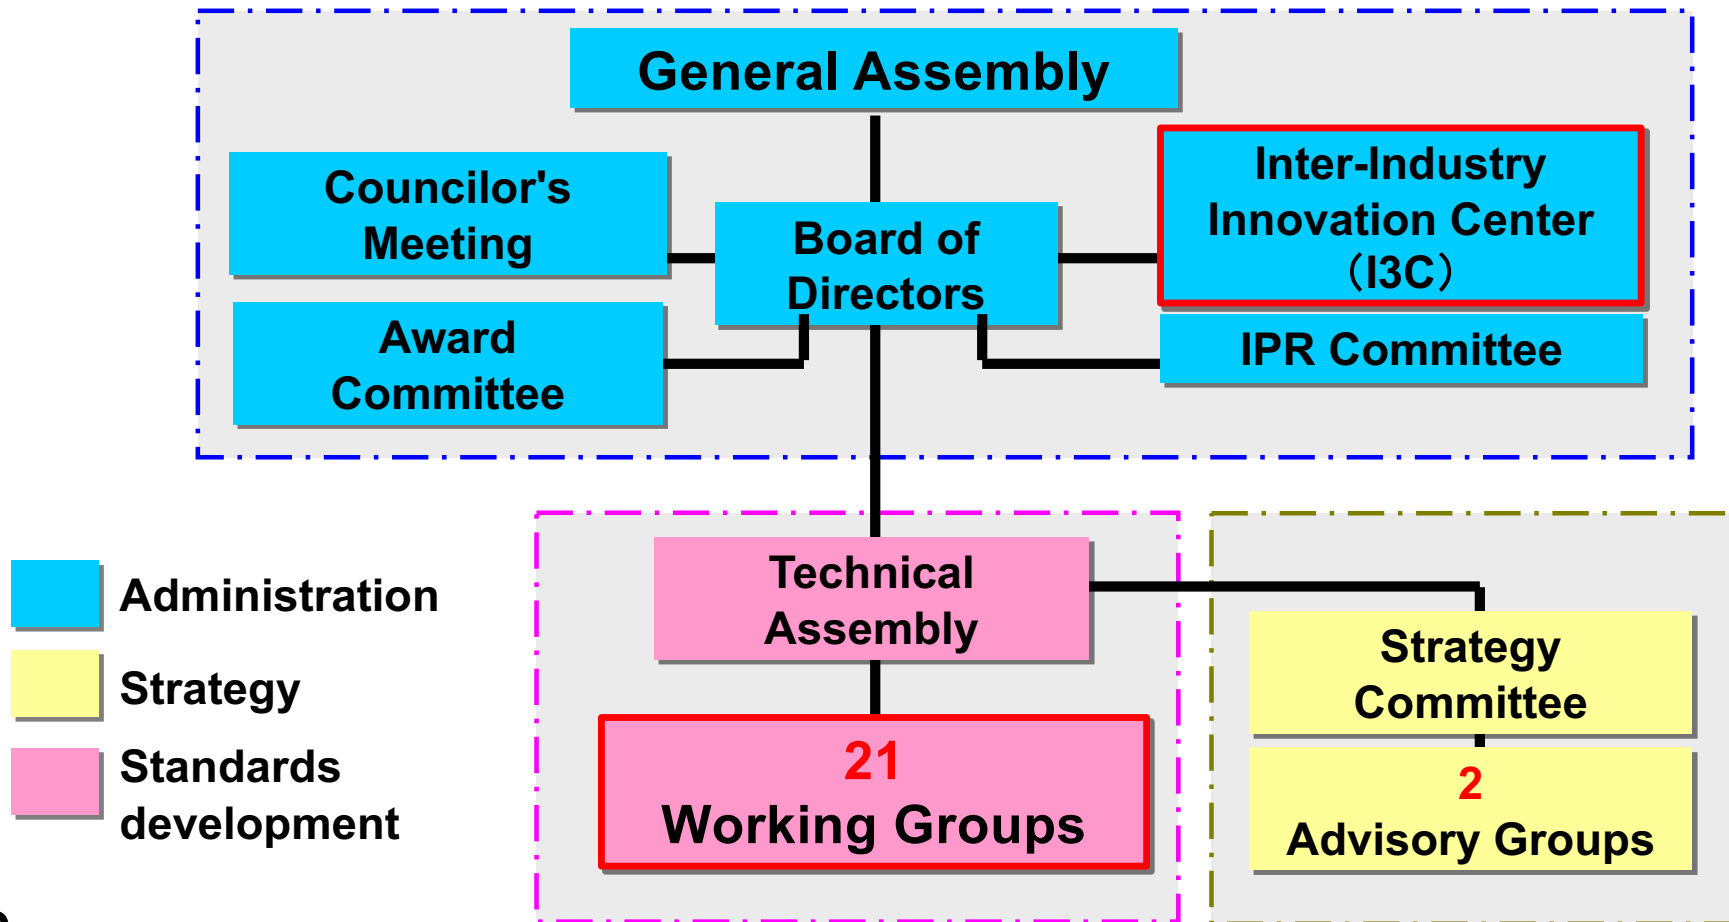 General Assembly
Councilor's
Meeting
Board of
Directors
Inter-Industry
Innovation Center
（I3C）
Award
Committee
IPR Committee
Technical
Assembly
Administration
Strategy
Standards
development
Strategy
Committee
21
Working Groups
2
Advisory Groups